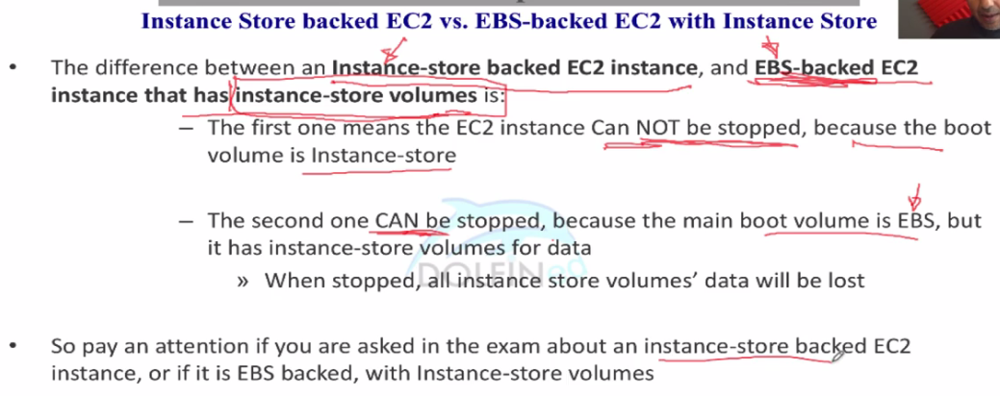 Instance Store backed EC2 vs. EBS-backed EC2 with Instance Store
• The difference between an Instance-store backed EC2 instance, and EBS-backed EC2
instance that has instance-store volumes is:
– The first one means the EC2 instance Can NOT be stopped, because the boot
volume is Instance-store
– The second one CAN be stopped, because the main boot volume is EBS, but
it has instance-store volumes for data
DOLFINed
» When stopped, all instance store volumes’ data will be lost
• So pay an attention if you are asked in the exam about an instance-store backed EC2
instance, or if it is EBS backed, with Instance-store volumes